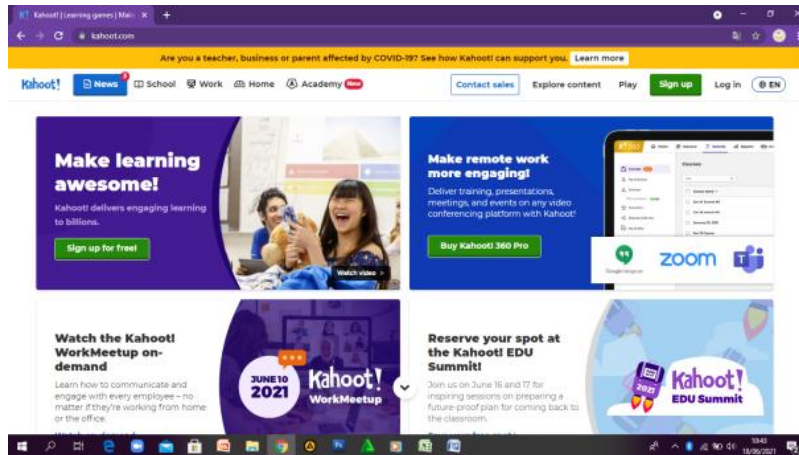 Kahoot! | Learning games | Mak
kahoot.com
Are you a teacher, business or parent affected by COVID-19? See how Kahoot! can support you. Learn more
Kahoot! News School Work Home Academy New Contact sales Explore content Play Sign up Log in EN
Make learning
awesome!
Kahoot! delivers engaging learning
to billions.
Sign up for free!
Watch video >
Make remote work
more engaging!
Deliver training, presentations,
meetings, and events on any video
conferencing platform with Kahoot!
Buy Kahoot! 360 Pro
zoom
Watch the Kahoot!
WorkMeetup on-
demand
Learn how to communicate and
engage with every employee – no
matter if they're working from home
or the office.
JUNE 10
2021
Kahoot!
WorkMeetup
Reserve your spot at
the Kahoot! EDU
Summit!
Join us on June 16 and 17 for
inspiring sessions on preparing a
future-proof plan for coming back to
the classroom.
2021
Kahoot!
EDU Summit
10:43
18/06/2021